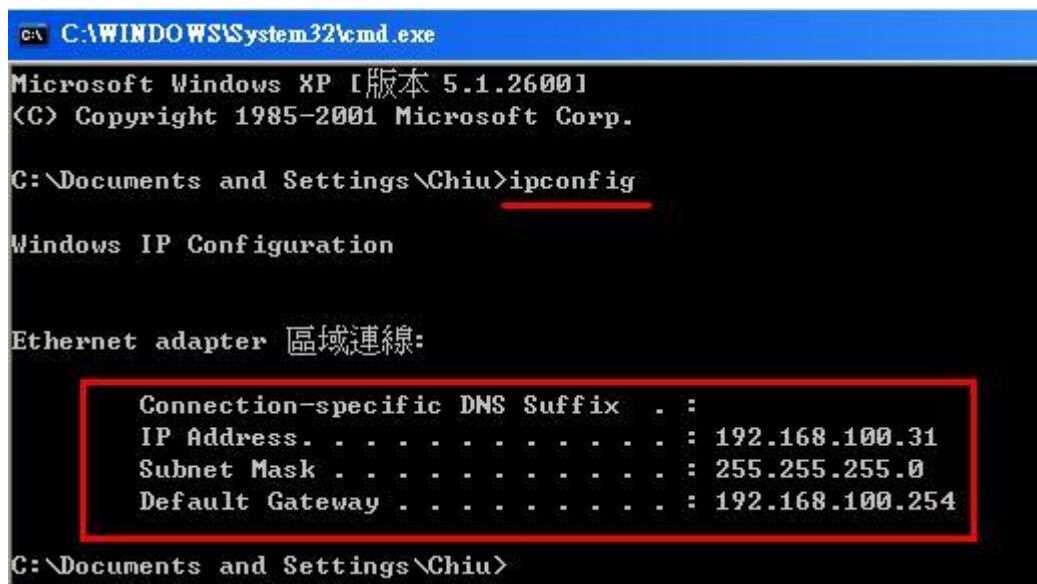 C:\WINDOWS\System32\cmd.exe
Microsoft Windows XP [版本 5.1.2600]
(C) Copyright 1985-2001 Microsoft Corp.
C:\Documents and Settings\Chiu>ipconfig
Windows IP Configuration
Ethernet adapter 區域連線:
Connection-specific DNS Suffix  . :
IP Address. . . . . . . . . . . . : 192.168.100.31
Subnet Mask . . . . . . . . . . . : 255.255.255.0
Default Gateway . . . . . . . . . : 192.168.100.254
C:\Documents and Settings\Chiu>